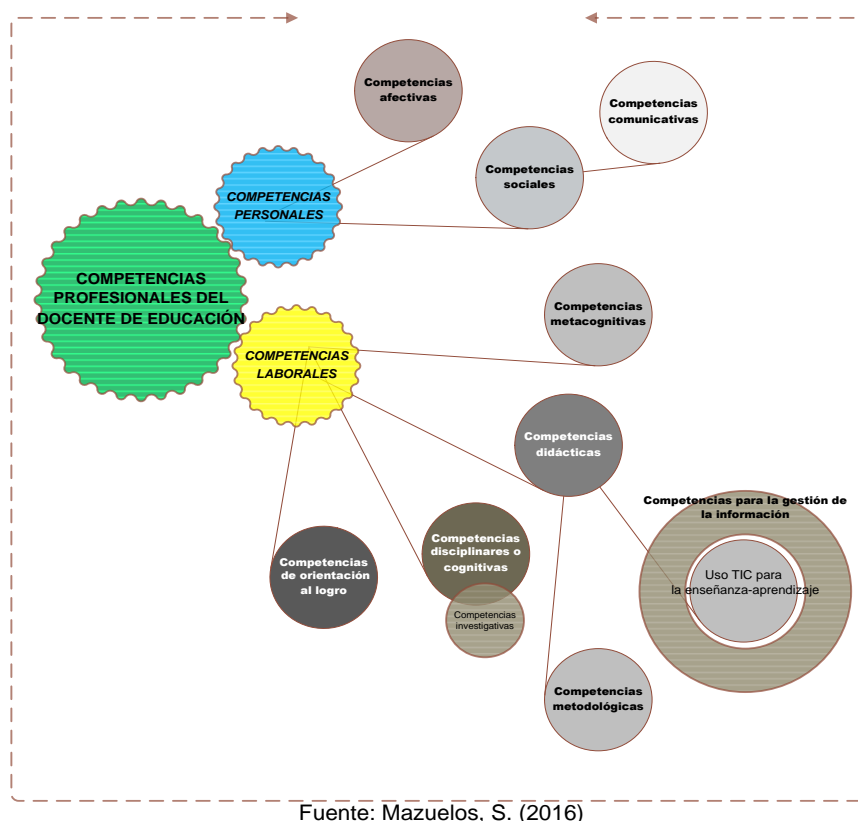 Competencias
afectivas
Competencias
comunicativas
Competencias
sociales
COMPETENCIAS
PERSONALES
COMPETENCIAS
PROFESIONALES DEL
DOCENTE DE EDUCACIÓN
Competencias
metacognitivas
COMPETENCIAS
LABORALES
Competencias
didácticas
Competencias para la gestión de
la información
Competencias
disciplinares o
cognitivas
Competencias
de orientación
al logro
Uso TIC para
la enseñanza-aprendizaje
Competencias
investigativas
Competencias
metodológicas
Fuente: Mazuelos, S. (2016)